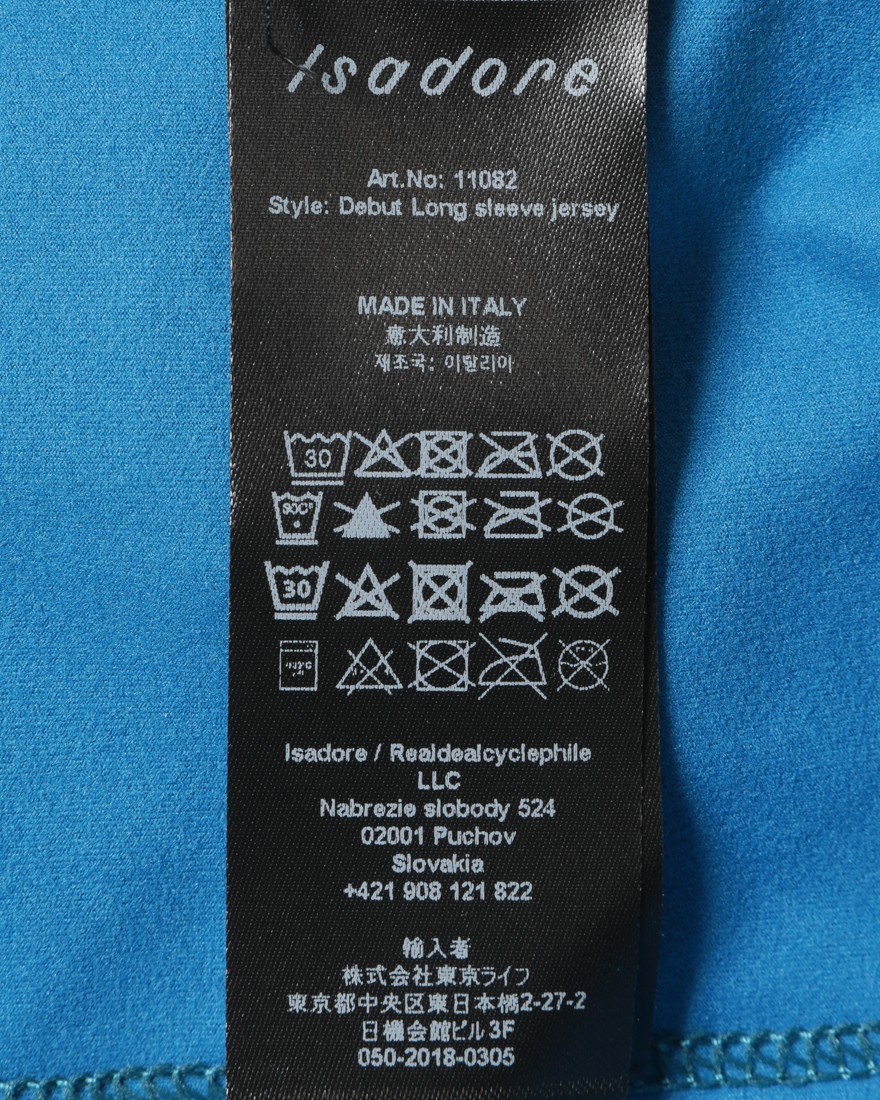 Isadore
Art.No: 11082
Style: Debut Long sleeve jersey
MADE IN ITALY
意大利制造
제조국: 이탈리아
30
30
Isadore / Realdealcyclephile
LLC
Nabrezie slobody 524
02001 Puchov
Slovakia
+421 908 121 822
輸入者
株式会社東京ライフ
東京都中央区東日本橋2-27-2
日機会館ビル3F
050-2018-0305